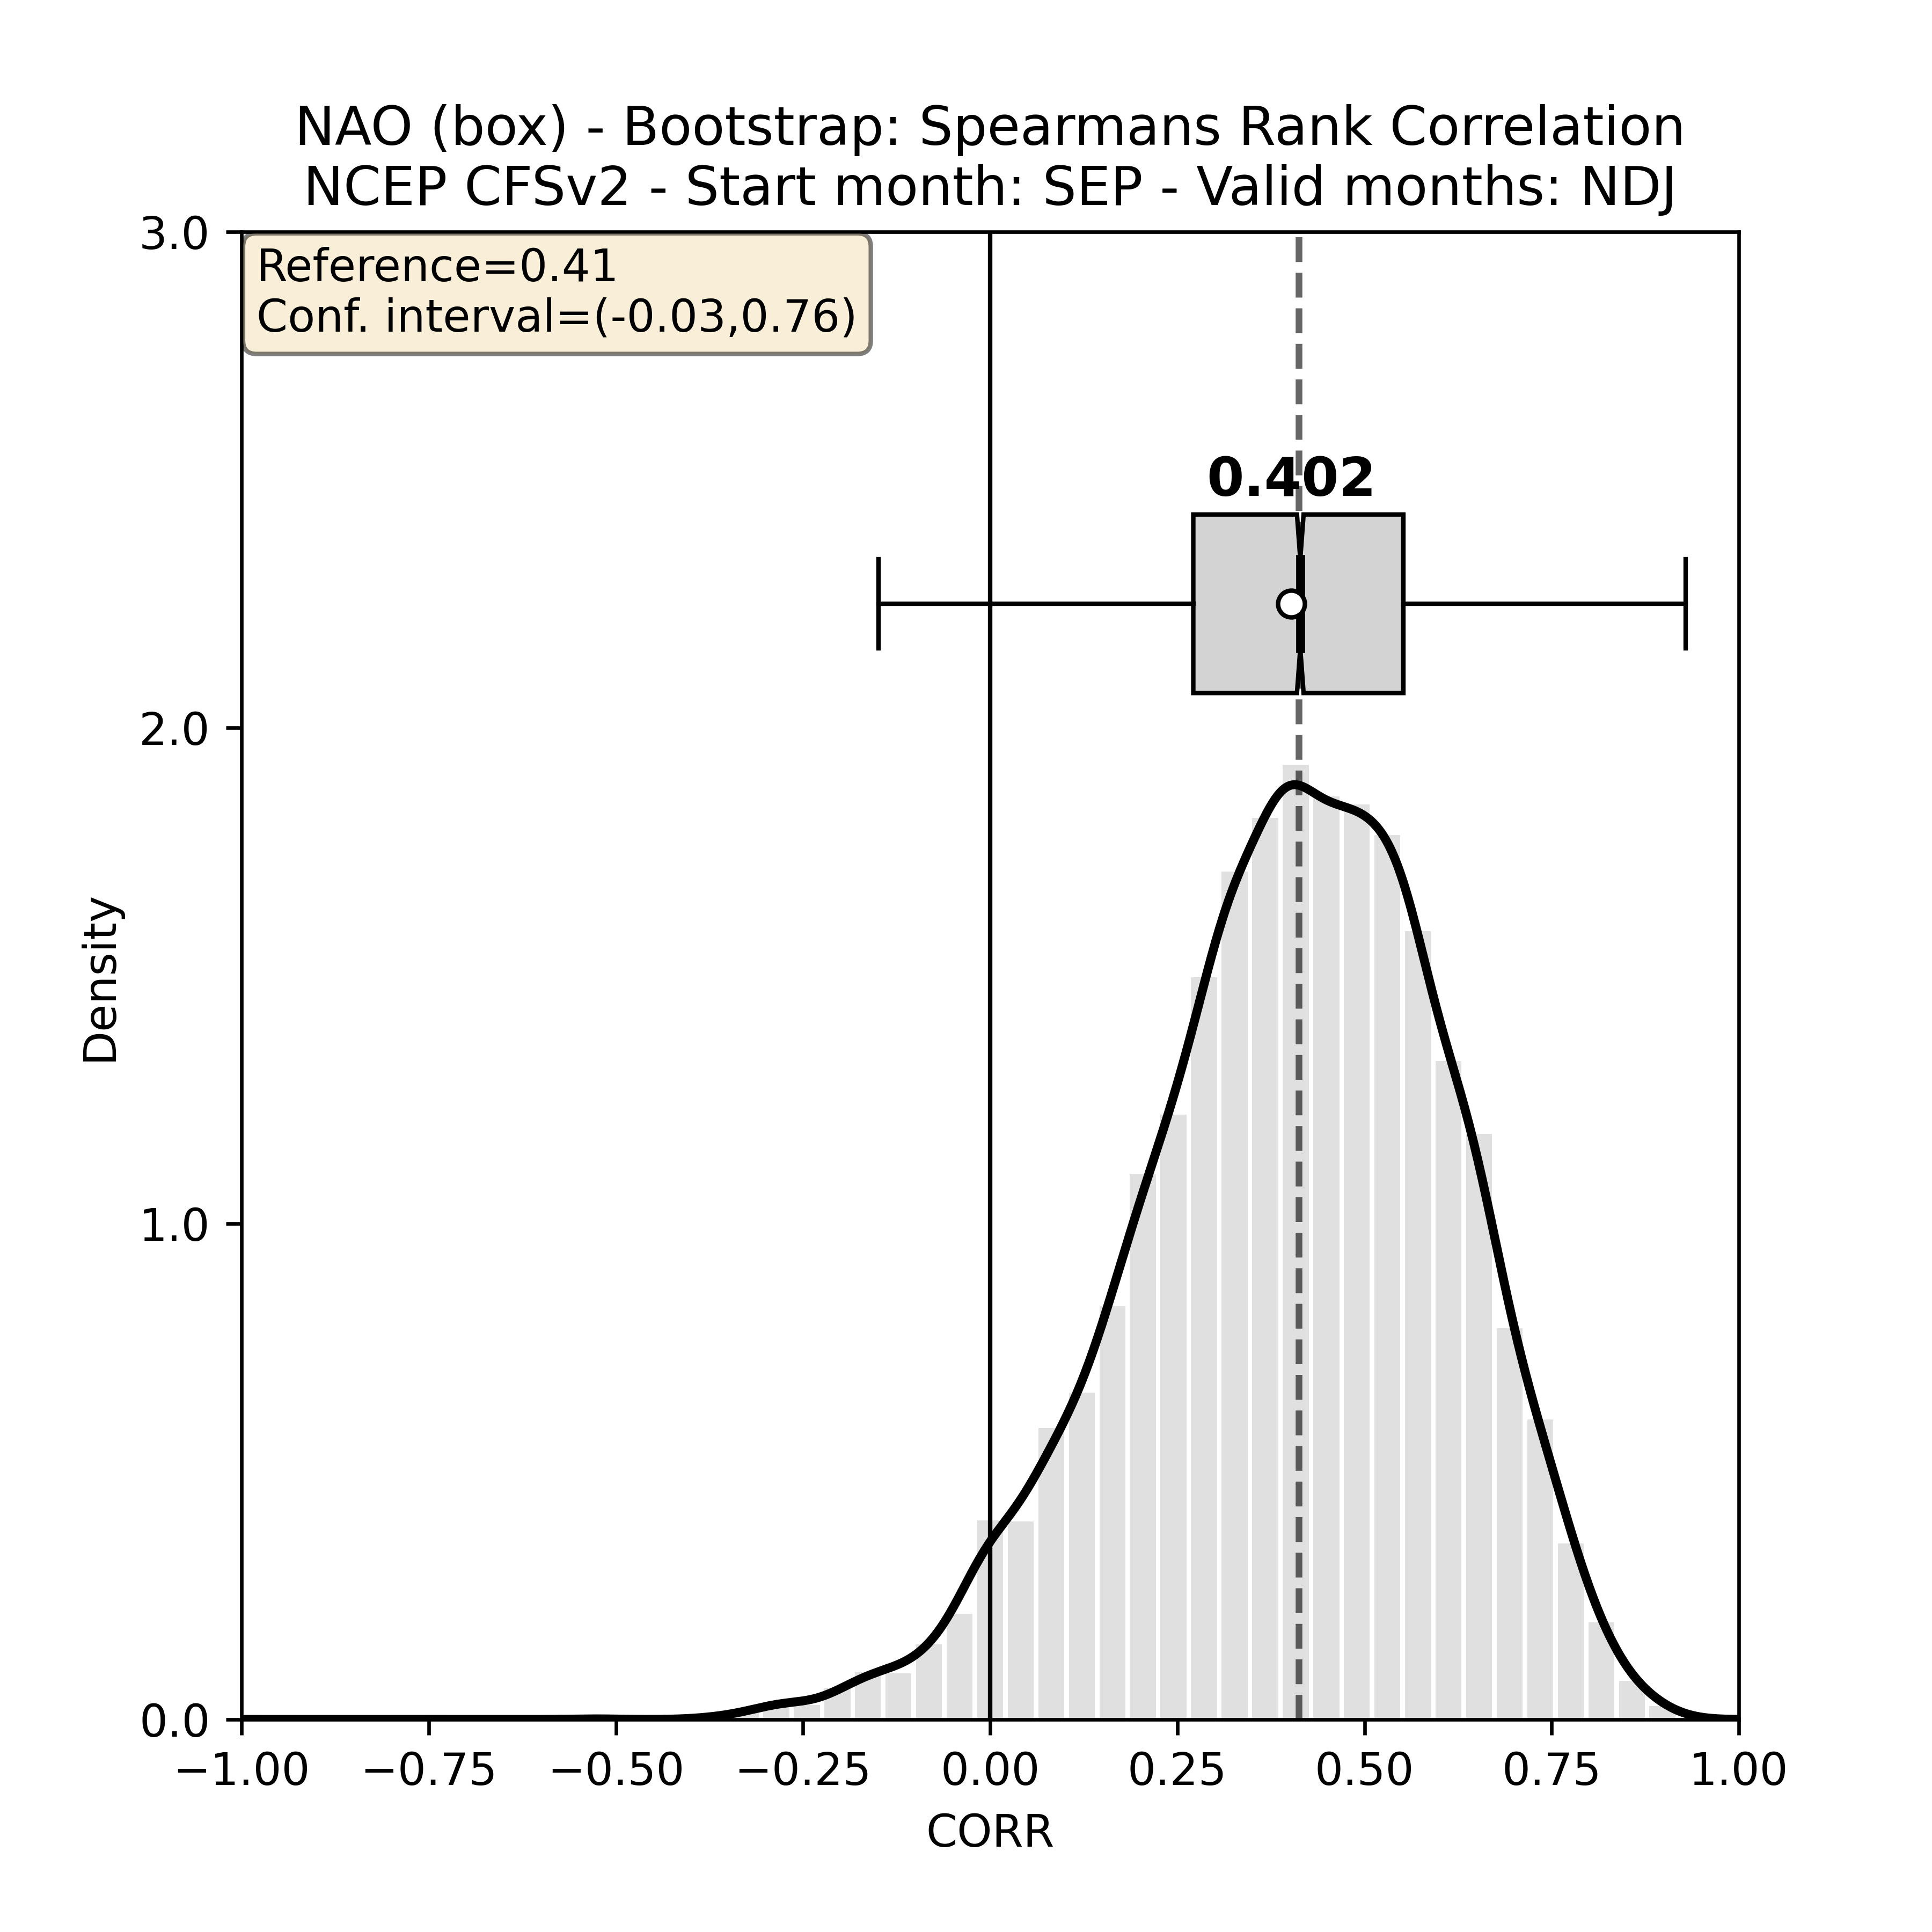 NAO (box) - Bootstrap: Spearmans Rank Correlation
NCEP CFSv2 - Start month: SEP - Valid months: NDJ
3.0
Reference=0.41
Conf. interval=(-0.03,0.76)
0.402
2.0
Density
1.0
0.0
−1.00 −0.75 −0.50 −0.25 0.00 0.25 0.50 0.75 1.00
CORR